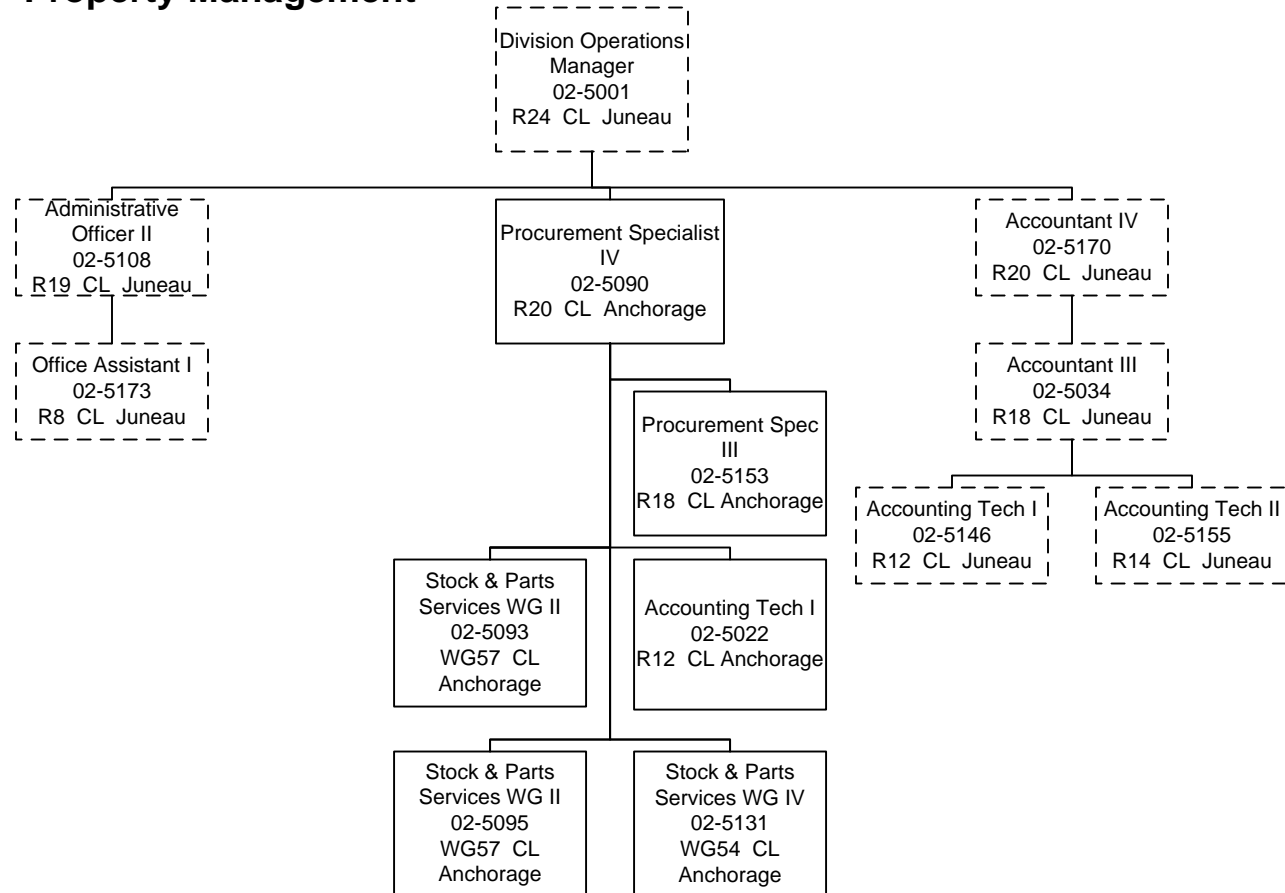 Property Management
Division Operations
Manager
02-5001
R24 CL Juneau
Administrative
Officer II
02-5108
R19 CL Juneau
Procurement Specialist
IV
02-5090
R20 CL Anchorage
Accountant IV
02-5170
R20 CL Juneau
Office Assistant I
02-5173
R8 CL Juneau
Accountant III
02-5034
R18 CL Juneau
Procurement Spec
III
02-5153
R18 CL Anchorage
Accounting Tech I
02-5146
R12 CL Juneau
Accounting Tech II
02-5155
R14 CL Juneau
Stock & Parts
Services WG II
02-5093
WG57 CL
Anchorage
Accounting Tech I
02-5022
R12 CL Anchorage
Stock & Parts
Services WG II
02-5095
WG57 CL
Anchorage
Stock & Parts
Services WG IV
02-5131
WG54 CL
Anchorage